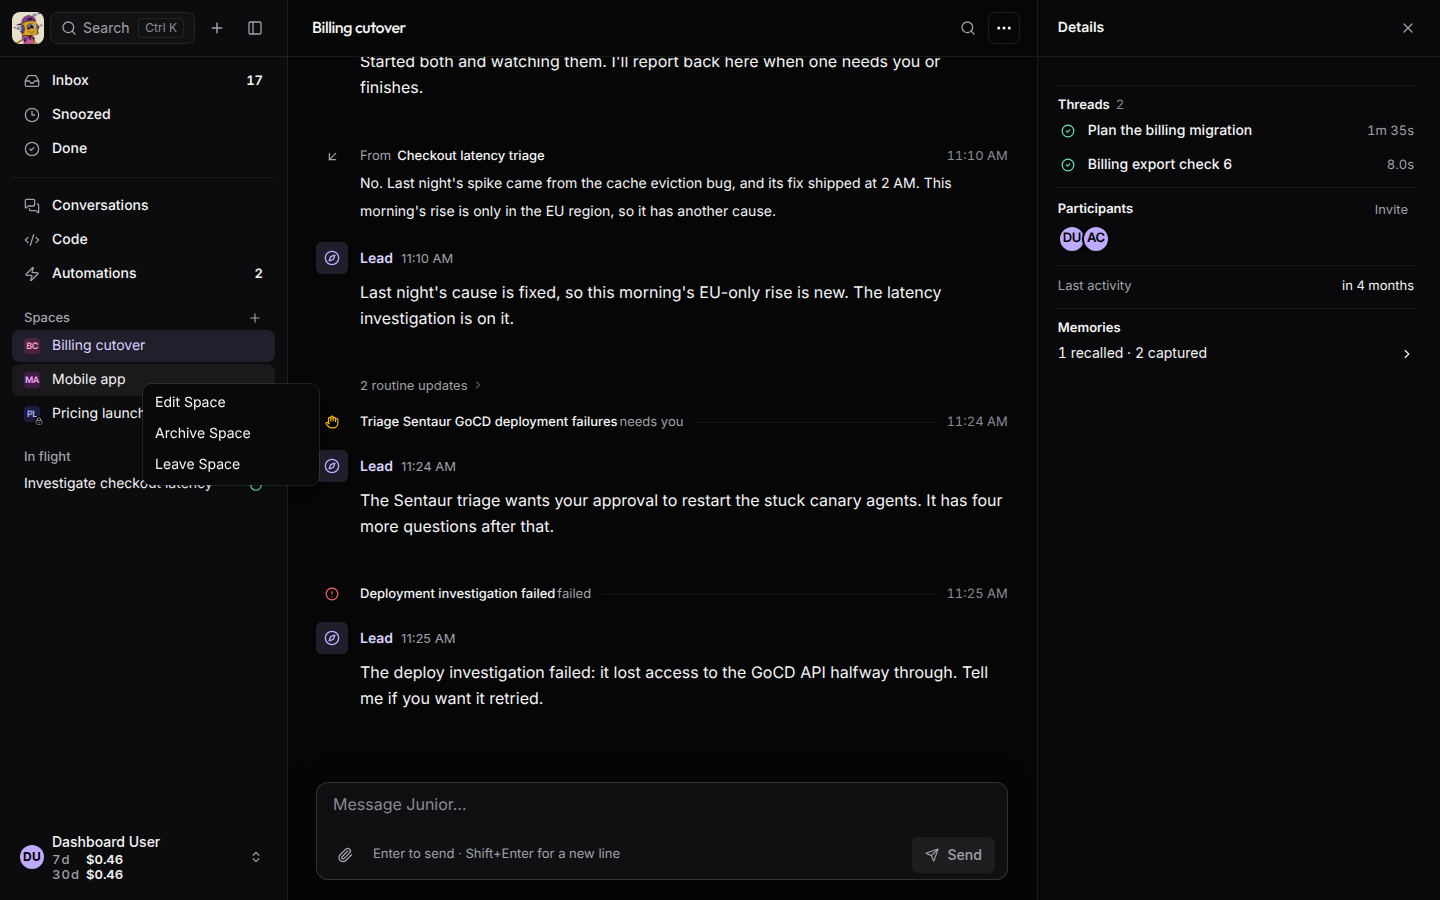 Search Ctrl K
Inbox 17
Snoozed
Done
Conversations
Code
Automations 2
Spaces
BC Billing cutover
MA Mobile app
PL Pricing launch
Edit Space
Archive Space
Leave Space
In flight
Investigate checkout latency
DU Dashboard User
7d $0.46
30d $0.46
Billing cutover
Started both and watching them. I'll report back here when one needs you or
finishes.
From Checkout latency triage 11:10 AM
No. Last night's spike came from the cache eviction bug, and its fix shipped at 2 AM. This
morning's rise is only in the EU region, so it has another cause.
Lead 11:10 AM
Last night's cause is fixed, so this morning's EU-only rise is new. The latency
investigation is on it.
2 routine updates
Triage Sentaur GoCD deployment failures needs you 11:24 AM
Lead 11:24 AM
The Sentaur triage wants your approval to restart the stuck canary agents. It has four
more questions after that.
Deployment investigation failed failed 11:25 AM
Lead 11:25 AM
The deploy investigation failed: it lost access to the GoCD API halfway through. Tell
me if you want it retried.
Message Junior...
Enter to send · Shift+Enter for a new line Send
Details
Threads 2
Plan the billing migration 1m 35s
Billing export check 6 8.0s
Participants Invite
DU AC
Last activity in 4 months
Memories
1 recalled · 2 captured